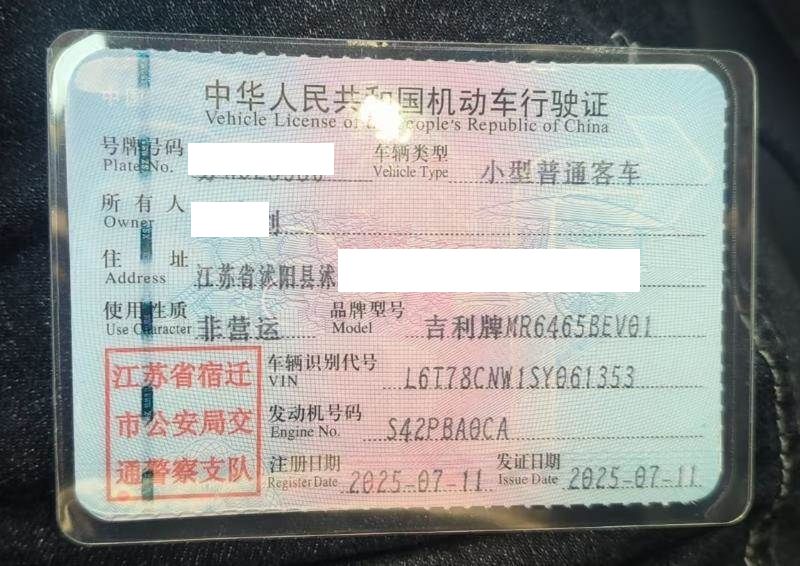 中华人民共和国机动车行驶证
Vehicle License of the People's Republic of China
号牌号码 车辆类型 小型普通客车
Plate No. Vehicle Type
所有人
Owner
住址 江苏省沭阳县沭
Address
使用性质 非营运 品牌型号 吉利牌MR6465BEV01
Use Character Model
江苏省宿迁
市公安局交
通警察支队
车辆识别代号 L6T78CNW1SY061353
VIN
发动机号码 S42PBA0CA
Engine No.
注册日期 2025-07-11 发证日期 2025-07-11
Register Date Issue Date